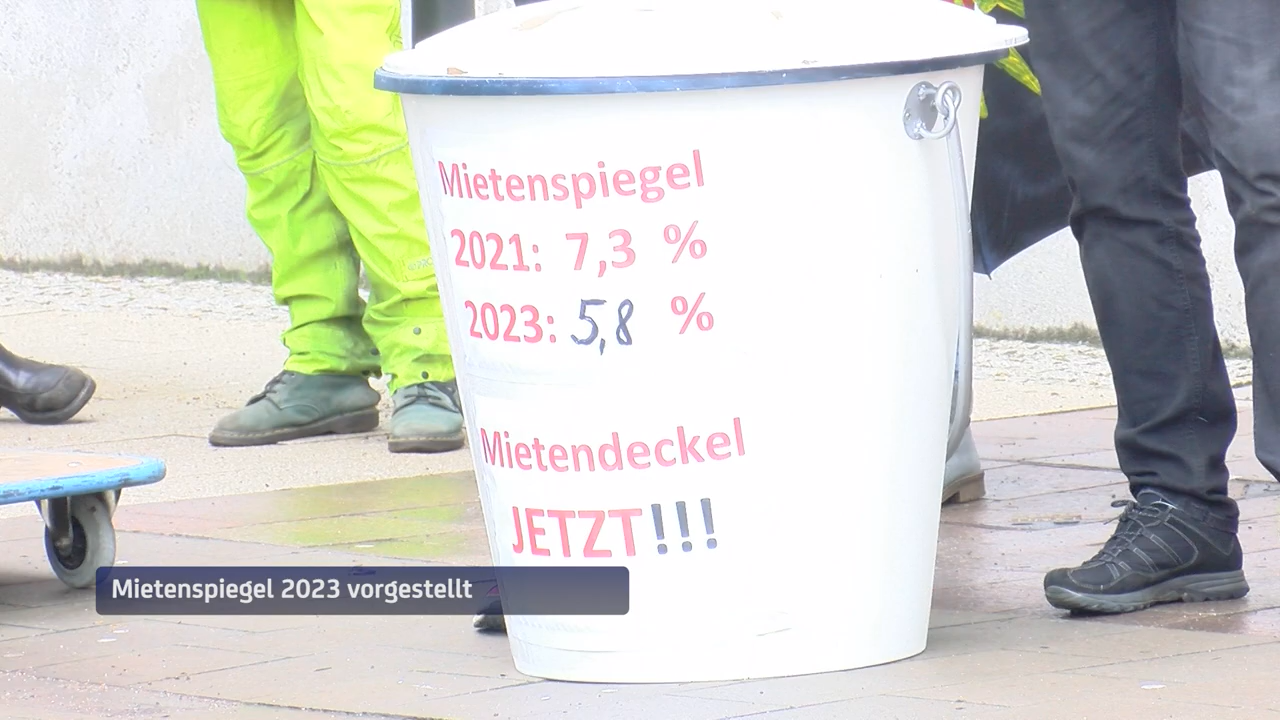 Mietenspiegel
2021: 7,3 %
2023: 5,8 %
Mietendeckel
JETZT!!!
Mietenspiegel 2023 vorgestellt